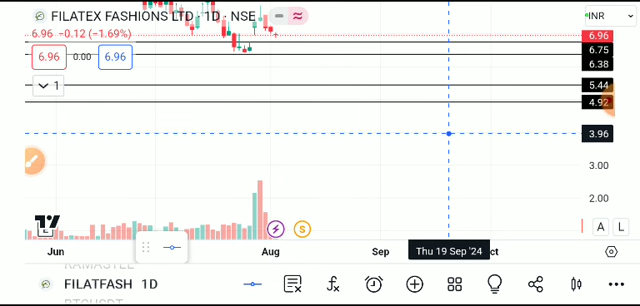 FILATEX FASHIONS LTD · 1D · NSE
INR
6.96 −0.12 (−1.69%)
6.96
6.96 0.00 6.96
6.75
6.38
1
5.44
4.92
3.96
3.00
2.00
S
A L
Jun Aug Sep Thu 19 Sep '24 ct
RAMASTEL
FILATFASH 1D